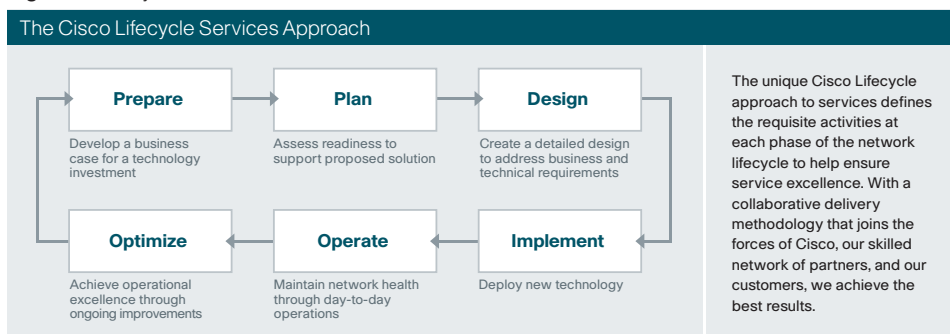 The Cisco Lifecycle Services Approach
Prepare
Develop a business
case for a technology
investment
Plan
Assess readiness to
support proposed solution
Design
Create a detailed design
to address business and
technical requirements
Optimize
Achieve operational
excellence through
ongoing improvements
Operate
Maintain network health
through day-to-day
operations
Implement
Deploy new technology
The unique Cisco Lifecycle
approach to services defines
the requisite activities at
each phase of the network
lifecycle to help ensure
service excellence. With a
collaborative delivery
methodology that joins the
forces of Cisco, our skilled
network of partners, and our
customers, we achieve the
best results.